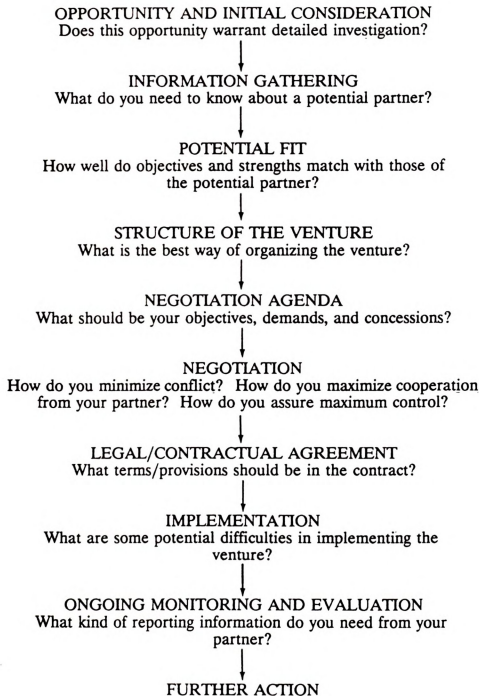 OPPORTUNITY AND INITIAL CONSIDERATION
Does this opportunity warrant detailed investigation?
INFORMATION GATHERING
What do you need to know about a potential partner?
POTENTIAL FIT
How well do objectives and strengths match with those of
the potential partner?
STRUCTURE OF THE VENTURE
What is the best way of organizing the venture?
NEGOTIATION AGENDA
What should be your objectives, demands, and concessions?
NEGOTIATION
How do you minimize conflict? How do you maximize cooperation
from your partner? How do you assure maximum control?
LEGAL/CONTRACTUAL AGREEMENT
What terms/provisions should be in the contract?
IMPLEMENTATION
What are some potential difficulties in implementing the
venture?
ONGOING MONITORING AND EVALUATION
What kind of reporting information do you need from your
partner?
FURTHER ACTION